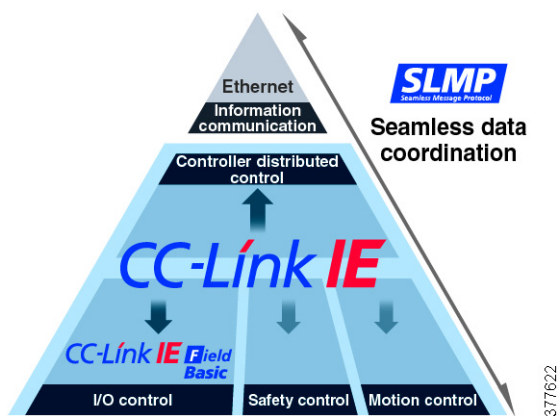 Ethernet
Information
communication
SLMP
Seamless Message Protocol
Seamless data
coordination
Controller distributed
control
CC-Link IE
CC-Link IE Field
Basic
I/O control
Safety control
Motion control
377622